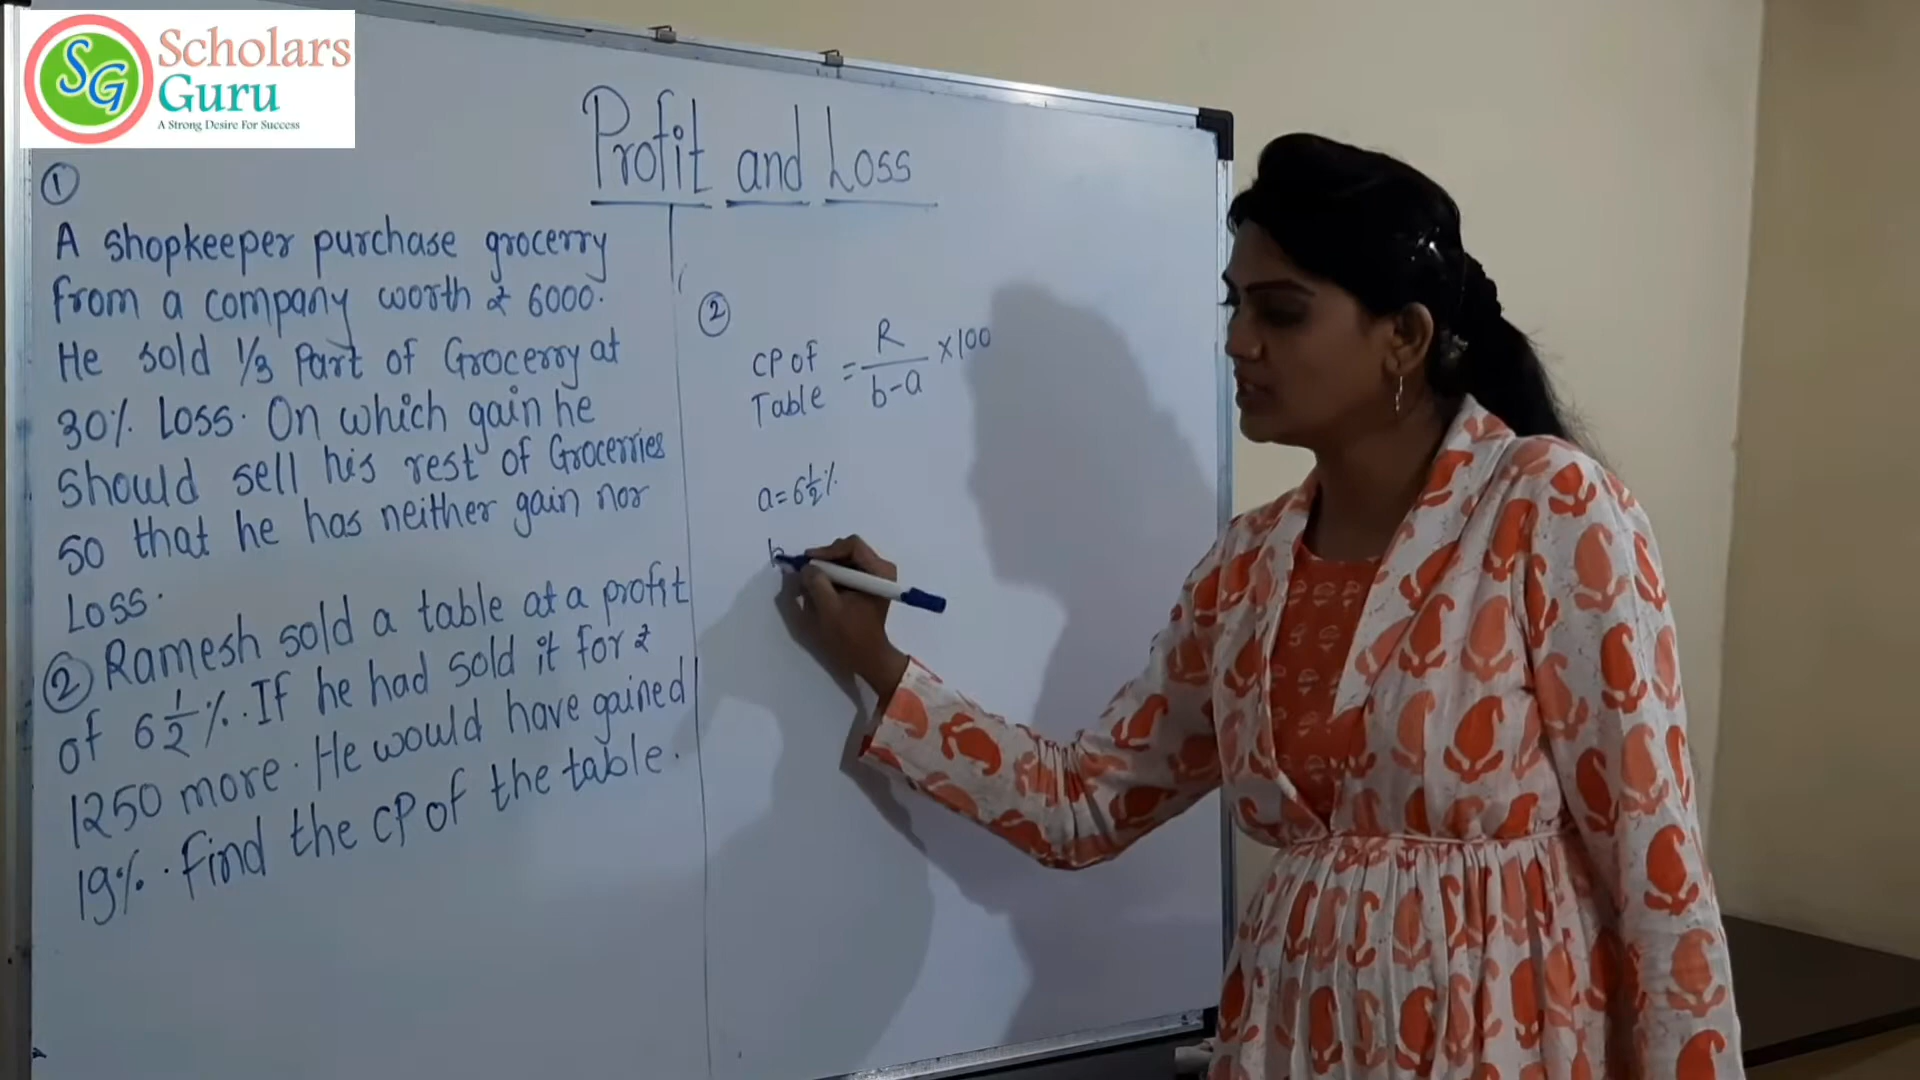 SG
Scholars
Guru
A Strong Desire For Success
Profit and Loss
①
A shopkeeper purchase grocerry
from a company worth ₹ 6000.
He sold 1/3 Part of Grocerry at
30% Loss. On which gain he
should sell his rest of Grocerries
so that he has neither gain nor
Loss.
② Ramesh sold a table at a profit
of 6 1/2 %. If he had sold it for ₹
1250 more. He would have gained
19%. find the CP of the table.
②
CP of Table = R/b-a ×100
a = 6 1/2 %
b